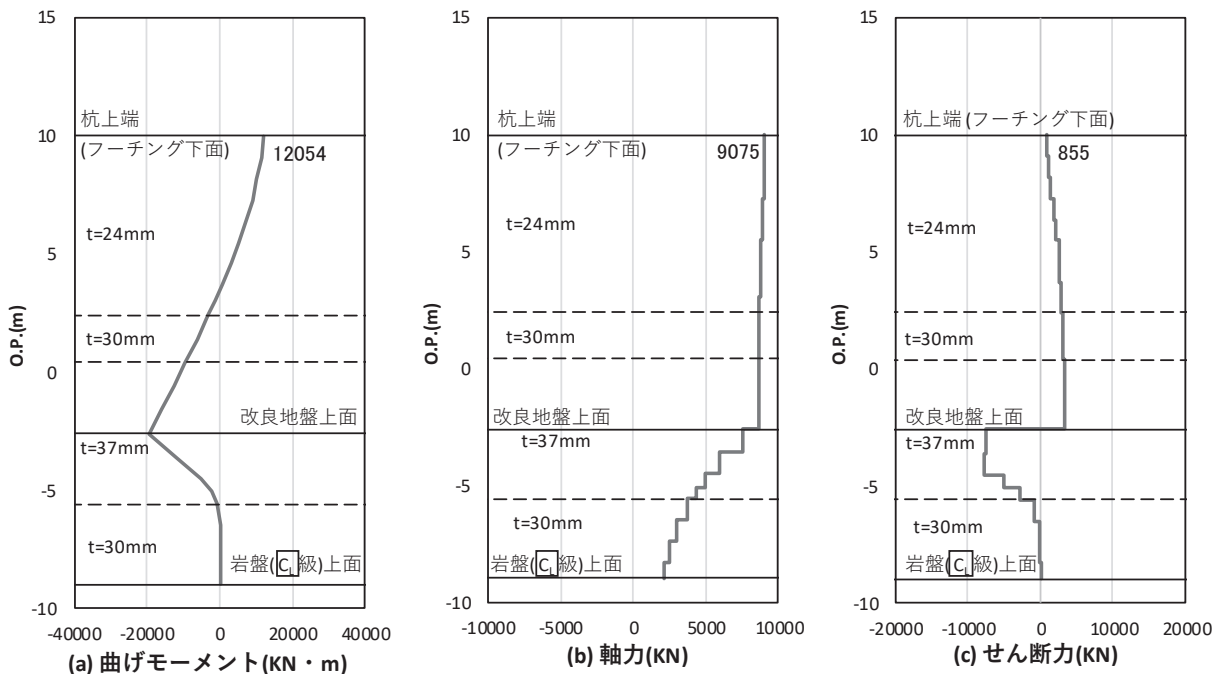 15
10
5
0
-5
-10
O.P.(m)
杭上端
(フーチング下面)
12054
t=24mm
t=30mm
改良地盤上面
t=37mm
t=30mm
岩盤(CL級)上面
-40000 -20000 0 20000 40000
(a) 曲げモーメント(KN・m)
15
10
5
0
-5
-10
O.P.(m)
杭上端
(フーチング下面)
9075
t=24mm
t=30mm
改良地盤上面
t=37mm
t=30mm
岩盤(CL級)上面
-10000 -5000 0 5000 10000
(b) 軸力(KN)
15
10
5
0
-5
-10
O.P.(m)
杭上端 (フーチング下面)
855
t=24mm
t=30mm
改良地盤上面
t=37mm
t=30mm
岩盤(CL級)上面
-20000 -10000 0 10000 20000
(c) せん断力(KN)